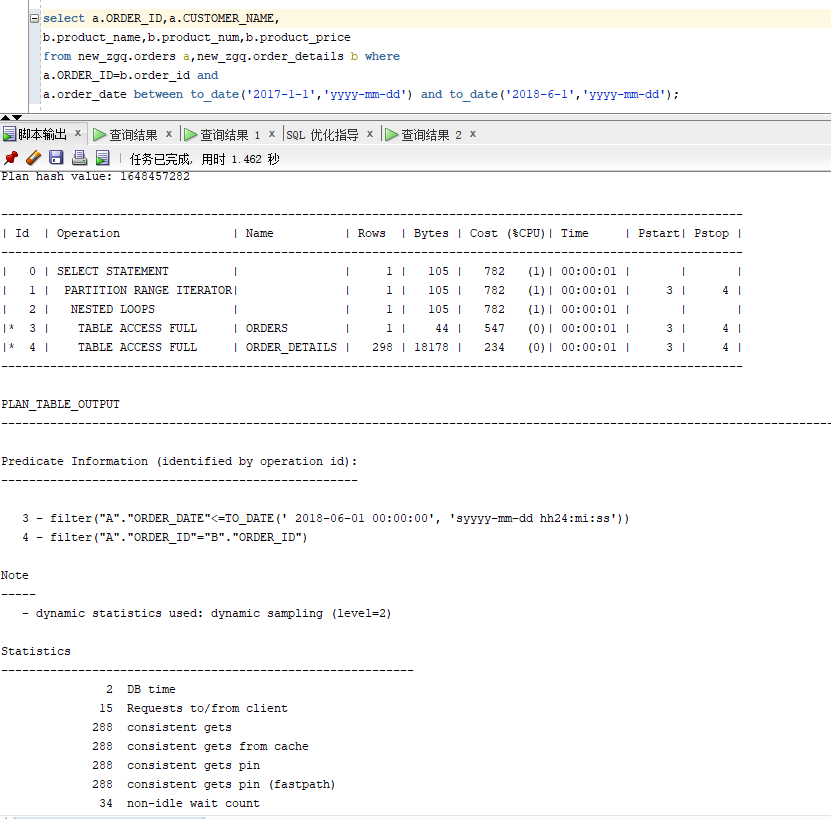 select a.ORDER_ID,a.CUSTOMER_NAME,
b.product_name,b.product_num,b.product_price
from new_zgq.orders a,new_zgq.order_details b where
a.ORDER_ID=b.order_id and
a.order_date between to_date('2017-1-1','yyyy-mm-dd') and to_date('2018-6-1','yyyy-mm-dd');
脚本输出 x 查询结果 x 查询结果 1 x SQL 优化指导 x 查询结果 2 x
任务已完成, 用时 1.462 秒
Plan hash value: 1648457282
-----------------------------------------------------------------------------------------------------------
| Id  | Operation                | Name          | Rows  | Bytes | Cost (%CPU)| Time     | Pstart| Pstop |
-----------------------------------------------------------------------------------------------------------
|   0 | SELECT STATEMENT         |               |     1 |   105 |   782   (1)| 00:00:01 |       |       |
|   1 |  PARTITION RANGE ITERATOR|               |     1 |   105 |   782   (1)| 00:00:01 |     3 |     4 |
|   2 |   NESTED LOOPS           |               |     1 |   105 |   782   (1)| 00:00:01 |       |       |
|*  3 |    TABLE ACCESS FULL     | ORDERS        |     1 |    44 |   547   (0)| 00:00:01 |     3 |     4 |
|*  4 |    TABLE ACCESS FULL     | ORDER_DETAILS |   298 | 18178 |   234   (0)| 00:00:01 |     3 |     4 |
-----------------------------------------------------------------------------------------------------------
PLAN_TABLE_OUTPUT
-----------------------------------------------------------------------------------------------------------
Predicate Information (identified by operation id):
---------------------------------------------------
3 - filter("A"."ORDER_DATE"<=TO_DATE(' 2018-06-01 00:00:00', 'syyyy-mm-dd hh24:mi:ss'))
4 - filter("A"."ORDER_ID"="B"."ORDER_ID")
Note
-----
- dynamic statistics used: dynamic sampling (level=2)
Statistics
-----------------------------------------------------------
2 DB time
15 Requests to/from client
288 consistent gets
288 consistent gets from cache
288 consistent gets pin
288 consistent gets pin (fastpath)
34 non-idle wait count